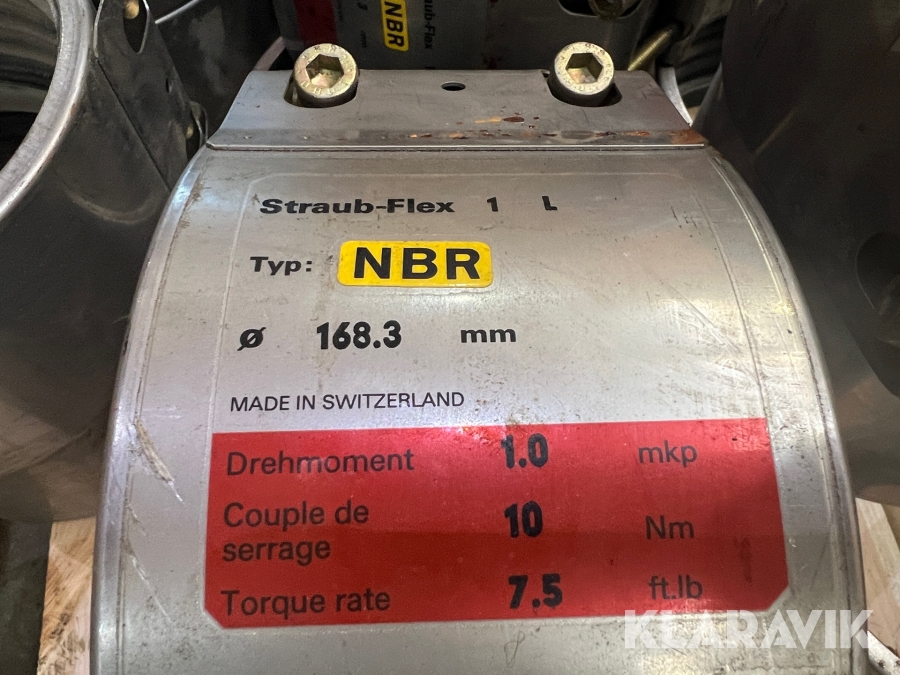 NBR
Straub-Flex 1 L
Typ: NBR
ø 168.3 mm
MADE IN SWITZERLAND
Drehmoment 1.0 mkp
Couple de
serrage 10 Nm
Torque rate 7.5 ft.lb
KLARAVIK